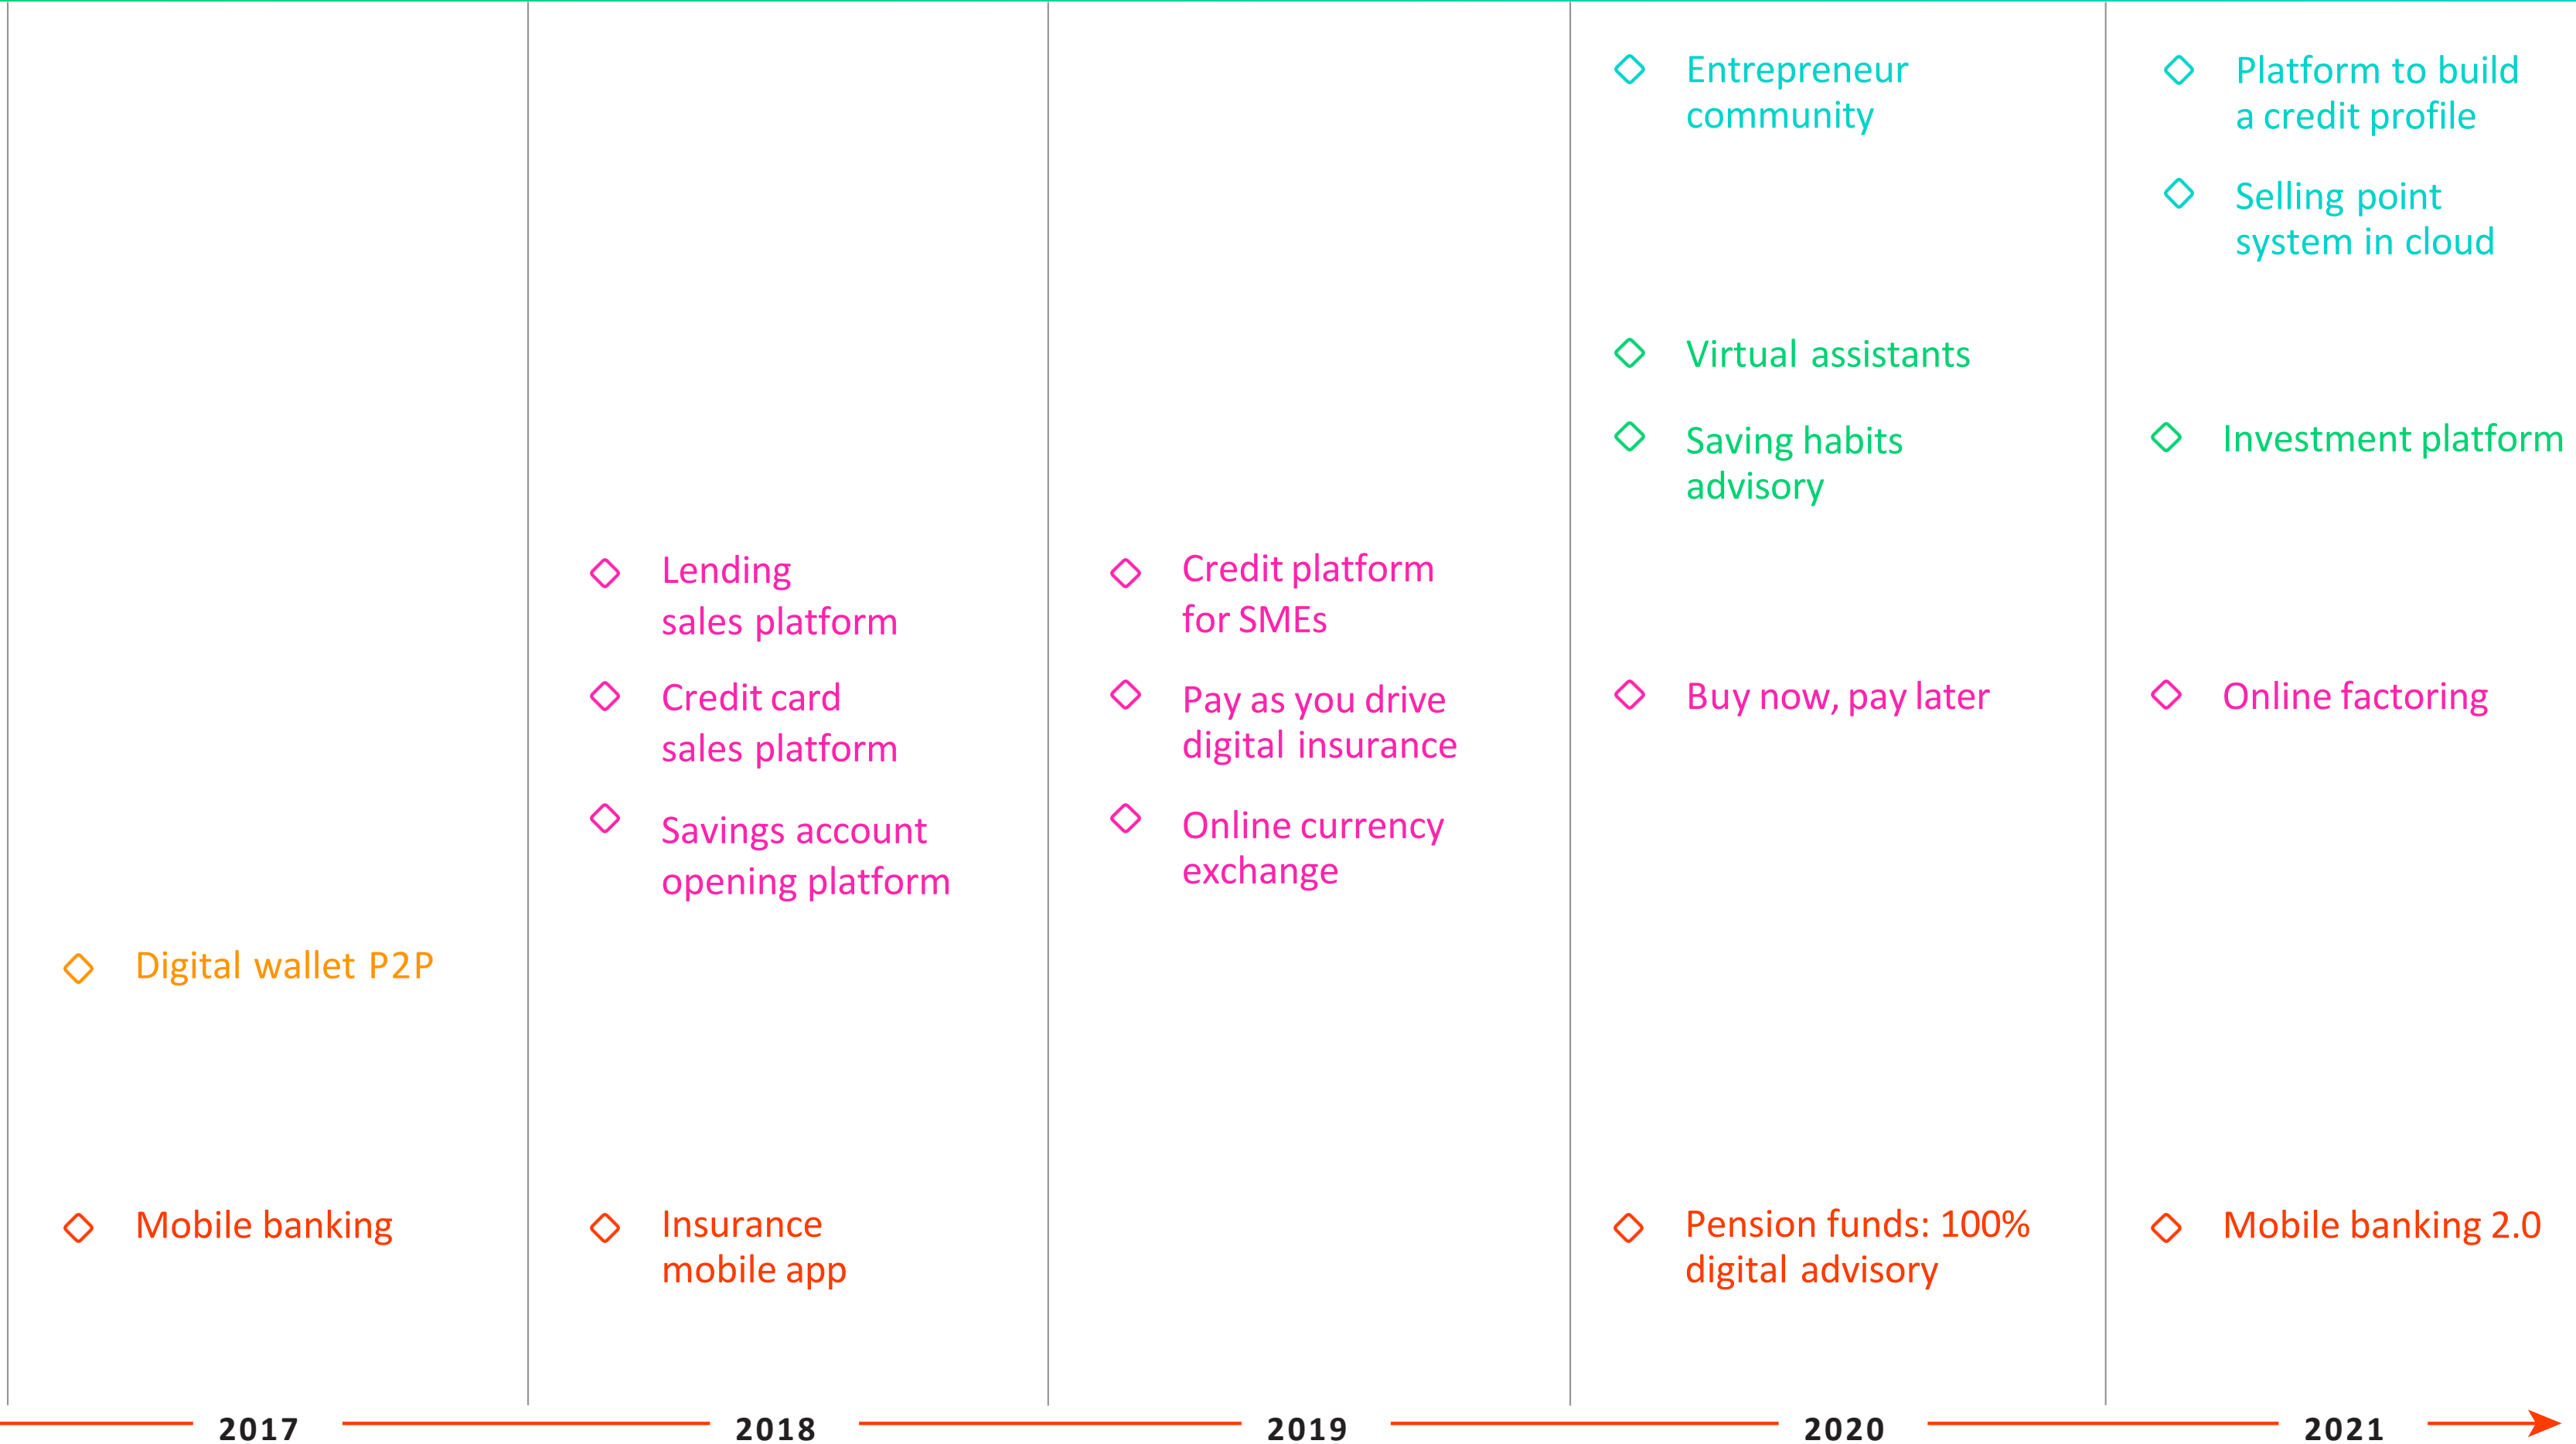 Digital wallet P2P
Mobile banking
Lending
sales platform
Credit card
sales platform
Savings account
opening platform
Insurance
mobile app
Credit platform
for SMEs
Pay as you drive
digital insurance
Online currency
exchange
Entrepreneur
community
Virtual assistants
Saving habits
advisory
Buy now, pay later
Pension funds: 100%
digital advisory
Platform to build
a credit profile
Selling point
system in cloud
Investment platform
Online factoring
Mobile banking 2.0
2017
2018
2019
2020
2021